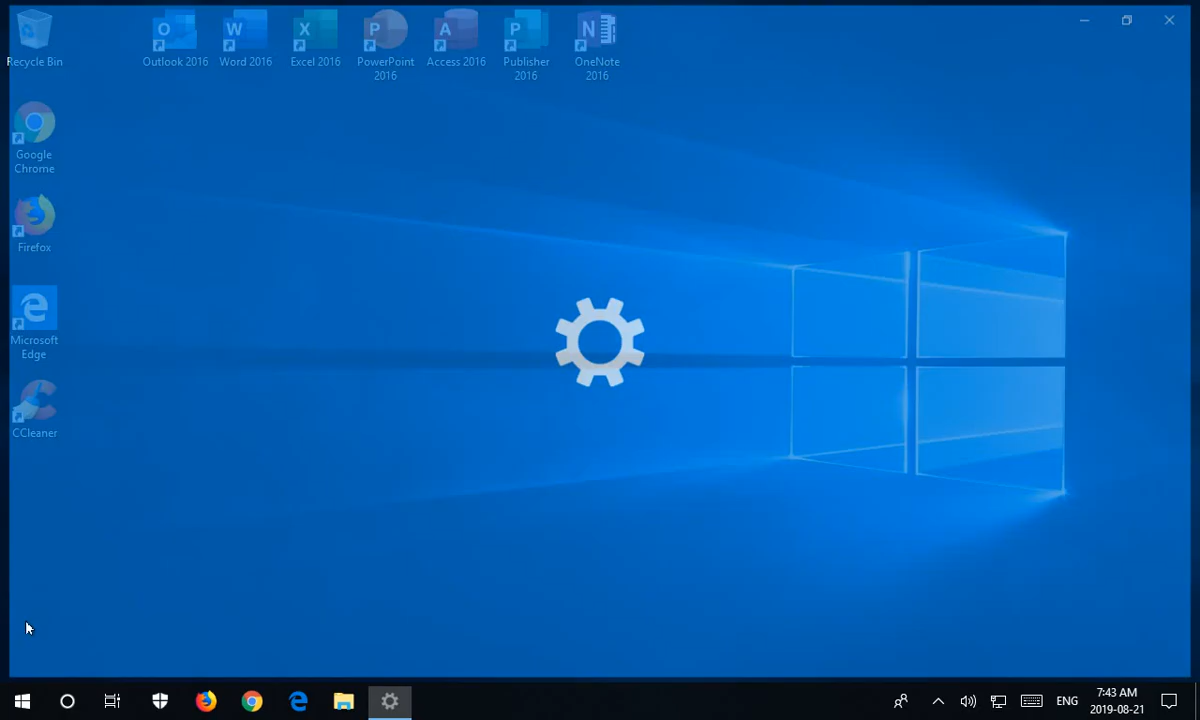 Recycle Bin
Outlook 2016
Word 2016
Excel 2016
PowerPoint
2016
Access 2016
Publisher
2016
OneNote
2016
Google
Chrome
Firefox
Microsoft
Edge
CCleaner
ENG
7:43 AM
2019-08-21